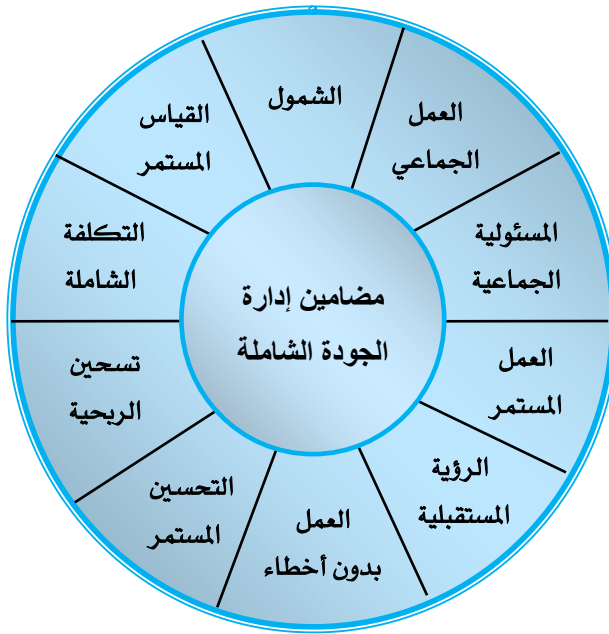 مضامين إدارة
الجودة الشاملة
الشمول
العمل
الجماعي
المسئولية
الجماعية
العمل
المستمر
الرؤية
المستقبلية
العمل
بدون أخطاء
التحسين
المستمر
تسحين
الربحية
التكلفة
الشاملة
القياس
المستمر